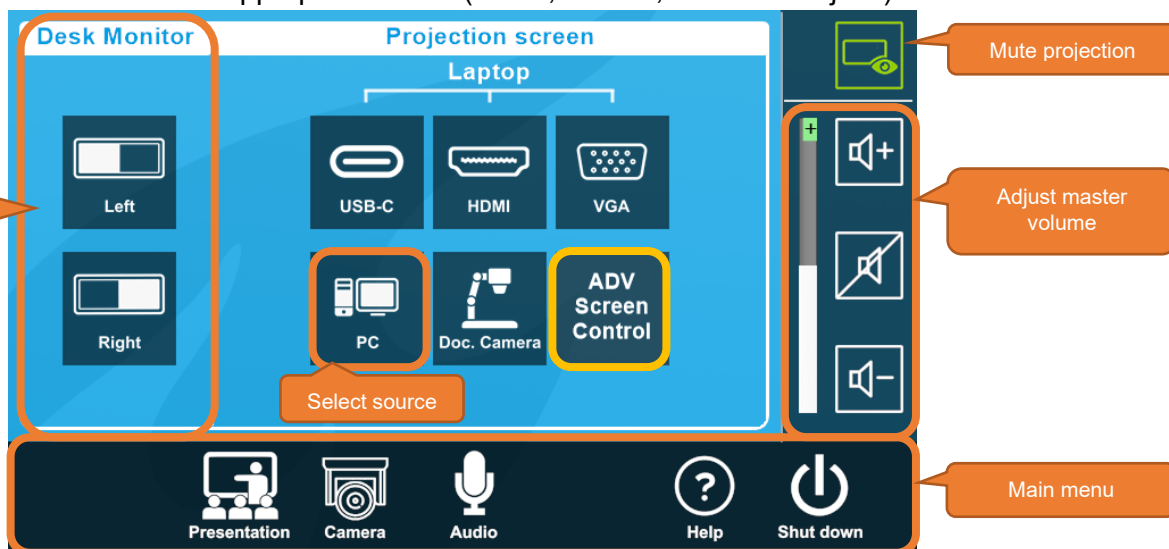 Desk Monitor
Projection screen
Mute projection
Laptop
+
+
Left
USB-C
HDMI
VGA
Adjust master
volume
Right
PC
Doc. Camera
ADV
Screen
Control
Select source
−
Presentation
Camera
Audio
Help
Shut down
Main menu